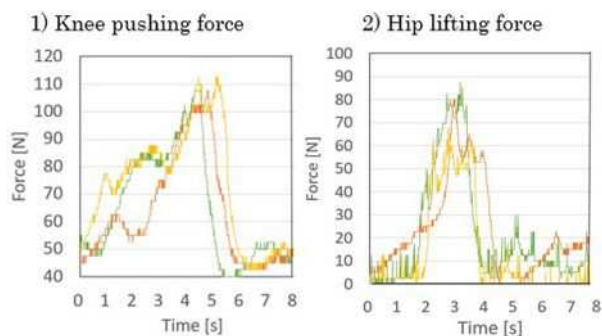 1) Knee pushing force
2) Hip lifting force
120
110
100
90
80
70
60
50
40
Force [N]
0 1 2 3 4 5 6 7 8
Time [s]
100
90
80
70
60
50
40
30
20
10
0
Force [N]
0 1 2 3 4 5 6 7 8
Time [s]